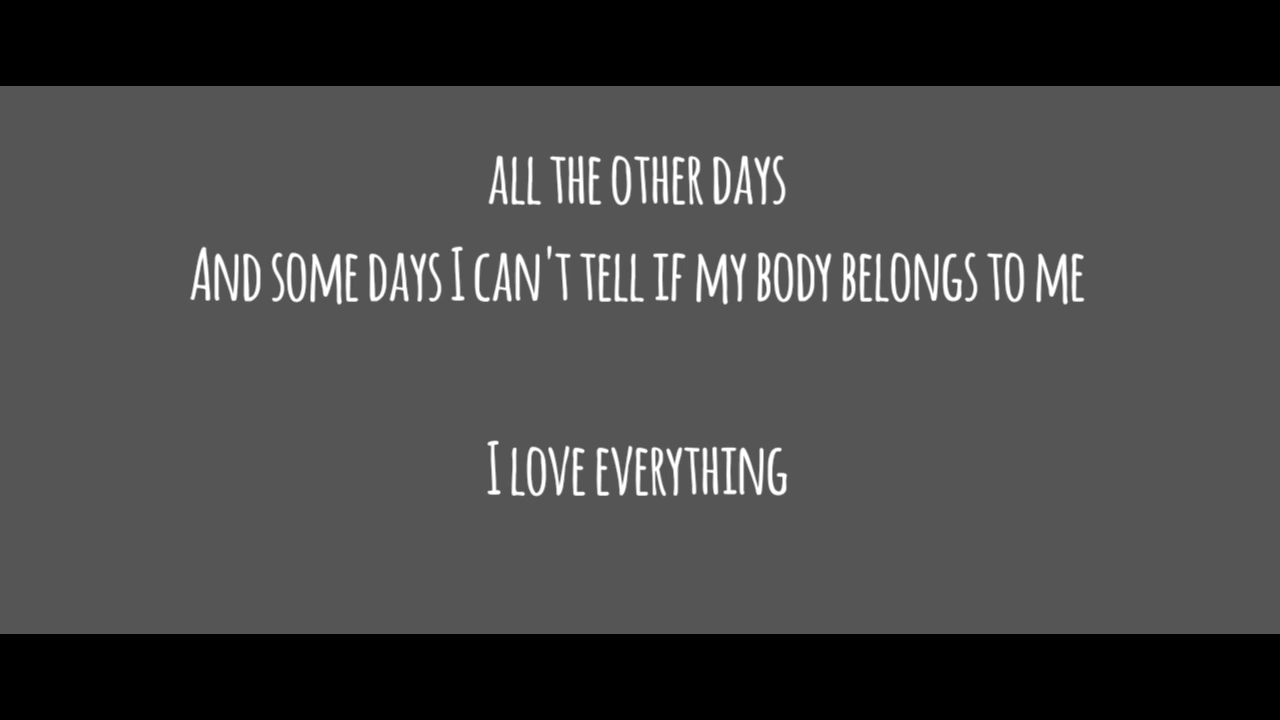 all the other days
And some days I can't tell if my body belongs to me
I love everything